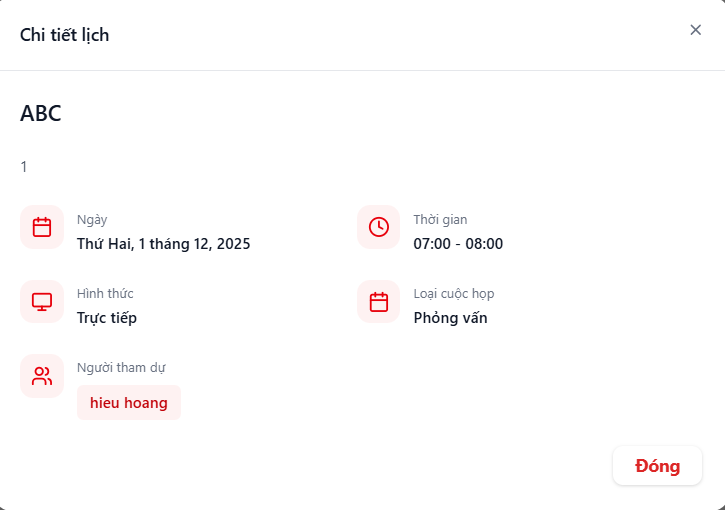 Chi tiết lịch
ABC
1
Ngày
Thứ Hai, 1 tháng 12, 2025
Thời gian
07:00 - 08:00
Hình thức
Trực tiếp
Loại cuộc họp
Phỏng vấn
Người tham dự
hieu hoang
Đóng